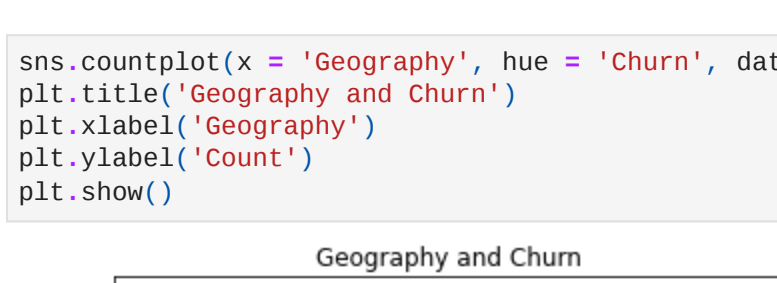 sns.countplot(x = 'Geography', hue = 'Churn', dat
plt.title('Geography and Churn')
plt.xlabel('Geography')
plt.ylabel('Count')
plt.show()
Geography and Churn